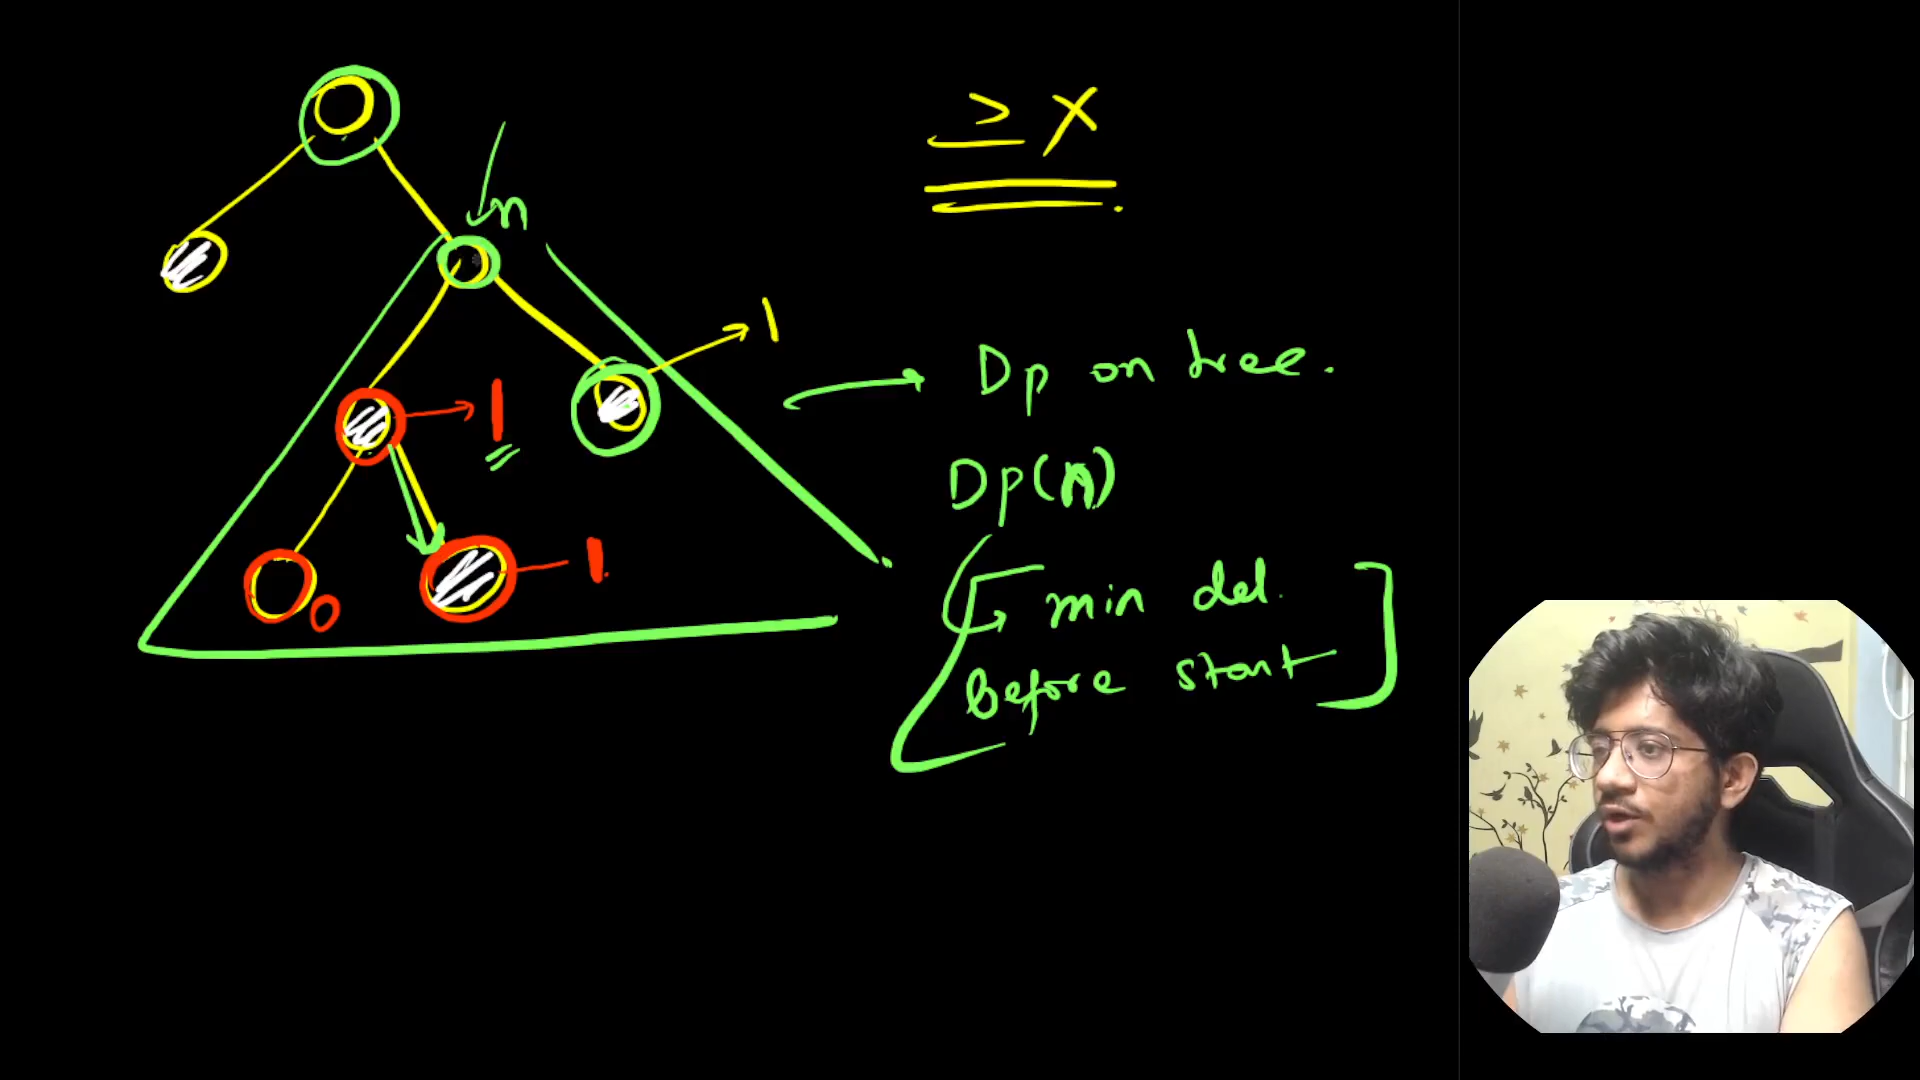 ≥ X
n
1
1
Dp on tree.
Dp(n)
1
0
min del.
Before start